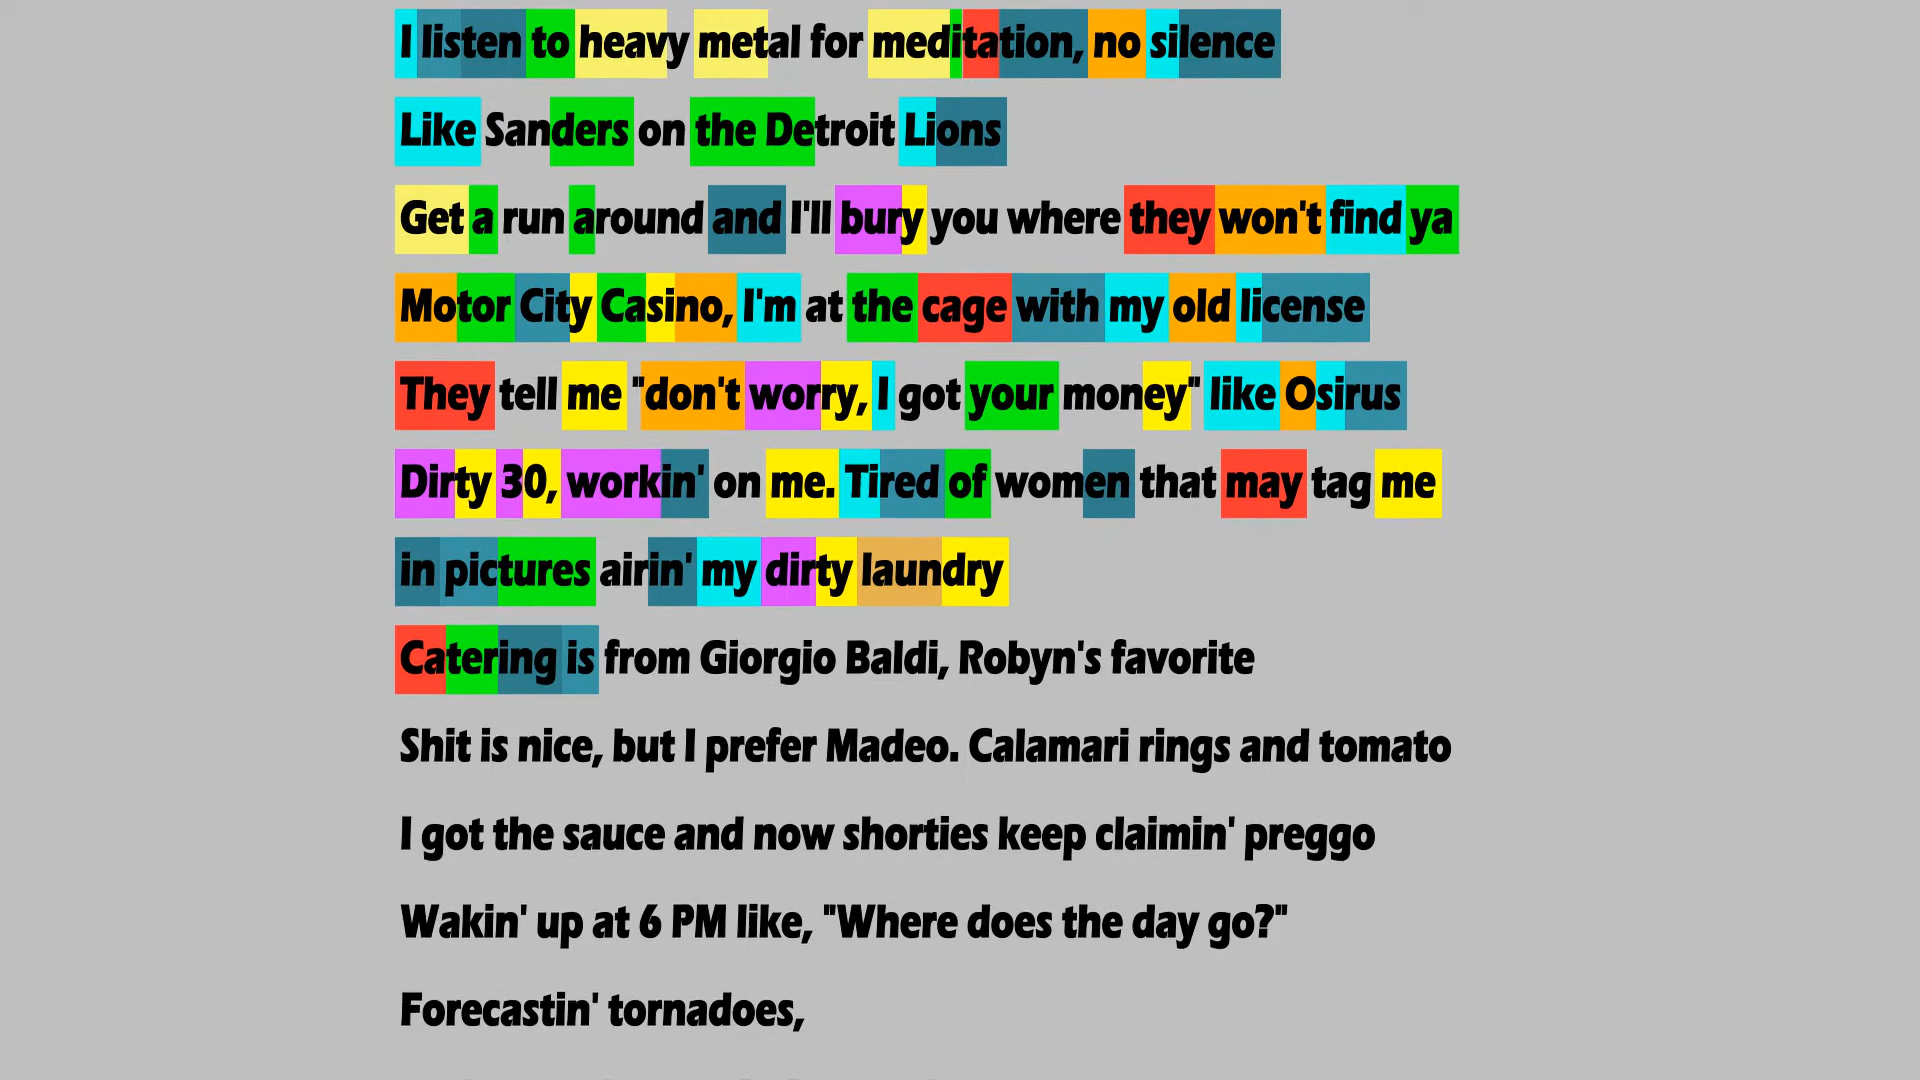 I listen to heavy metal for meditation, no silence
Like Sanders on the Detroit Lions
Get a run around and I'll bury you where they won't find ya
Motor City Casino, I'm at the cage with my old license
They tell me "don't worry, I got your money" like Osirus
Dirty 30, workin' on me. Tired of women that may tag me
in pictures airin' my dirty laundry
Catering is from Giorgio Baldi, Robyn's favorite
Shit is nice, but I prefer Madeo. Calamari rings and tomato
I got the sauce and now shorties keep claimin' preggo
Wakin' up at 6 PM like, "Where does the day go?"
Forecastin' tornadoes,